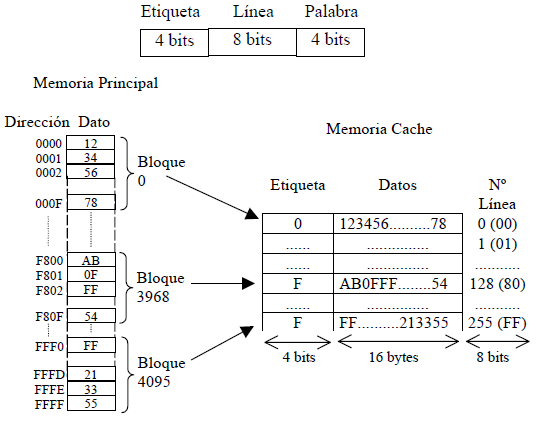 Etiqueta Línea Palabra
4 bits 8 bits 4 bits
Memoria Principal
Dirección Dato
0000 12
0001 34
0002 56
000F 78
Bloque
0
F800 AB
F801 0F
F802 FF
F80F 54
Bloque
3968
FFF0 FF
FFFD 21
FFFE 33
FFFF 55
Bloque
4095
Memoria Cache
Etiqueta Datos Nº
Línea
0 123456..........78 0 (00)
...... .............. 1 (01)
...... .............. ...........
F AB0FFF........54 128 (80)
...... .............. ...........
F FF..........213355 255 (FF)
4 bits 16 bytes 8 bits